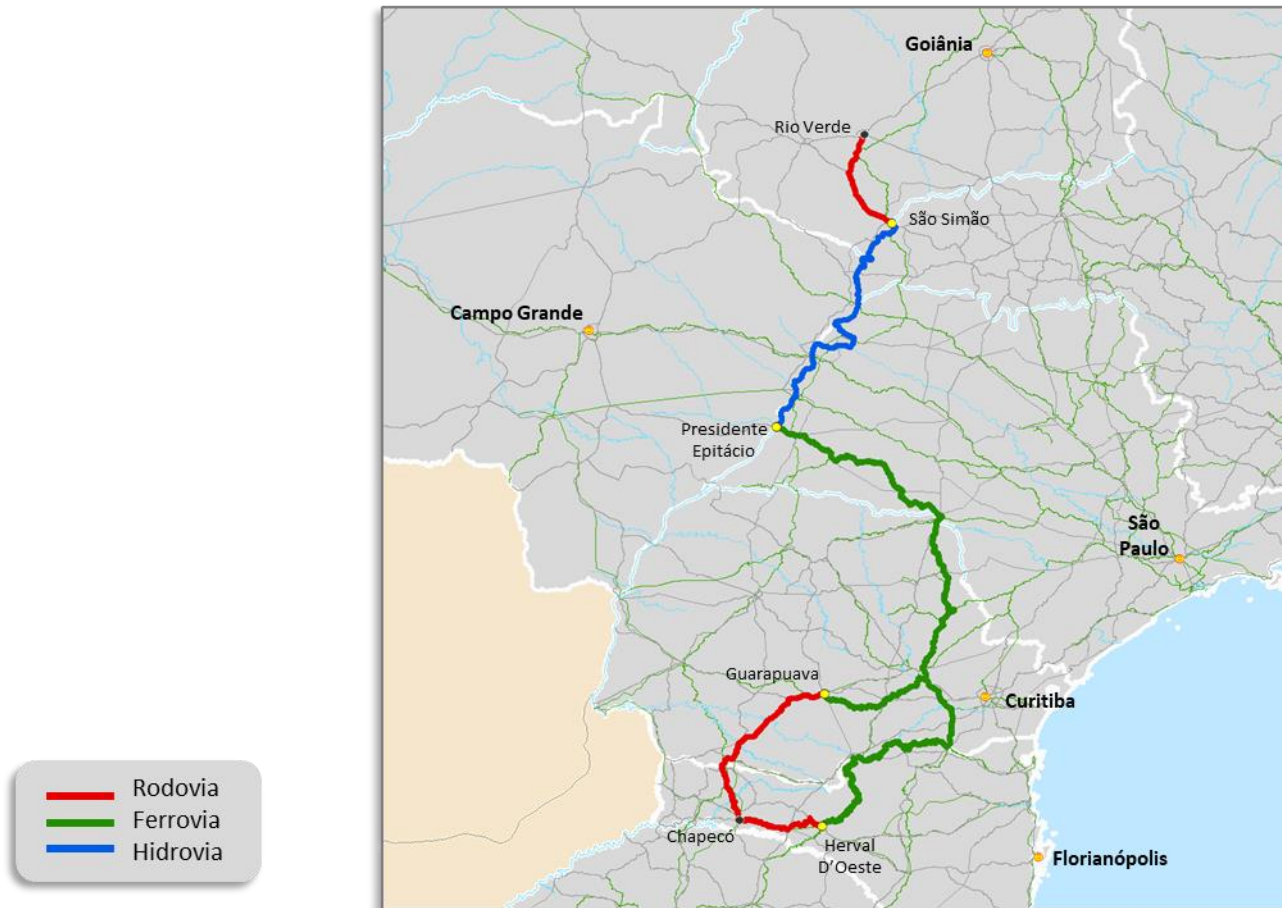 Goiânia
Rio Verde
São Simão
Campo Grande
Presidente
Epitácio
São
Paulo
Guarapuava
Curitiba
Chapecó
Herval
D’Oeste
Florianópolis
Rodovia
Ferrovia
Hidrovia